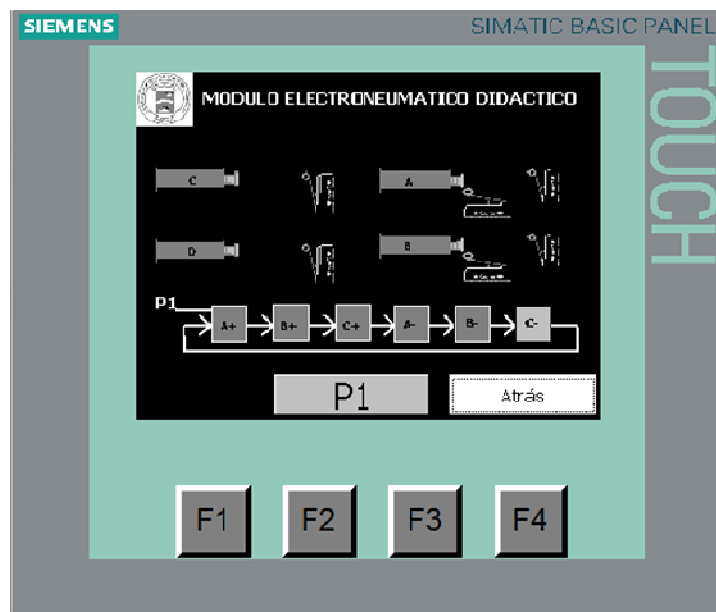 SIEMENS
SIMATIC BASIC PANEL
TOUCH
MODULO ELECTRONEUMATICO DIDACTICO
C
A
D
B
P1
A+ B+ C+ A- B- C-
P1
Atrás
F1 F2 F3 F4